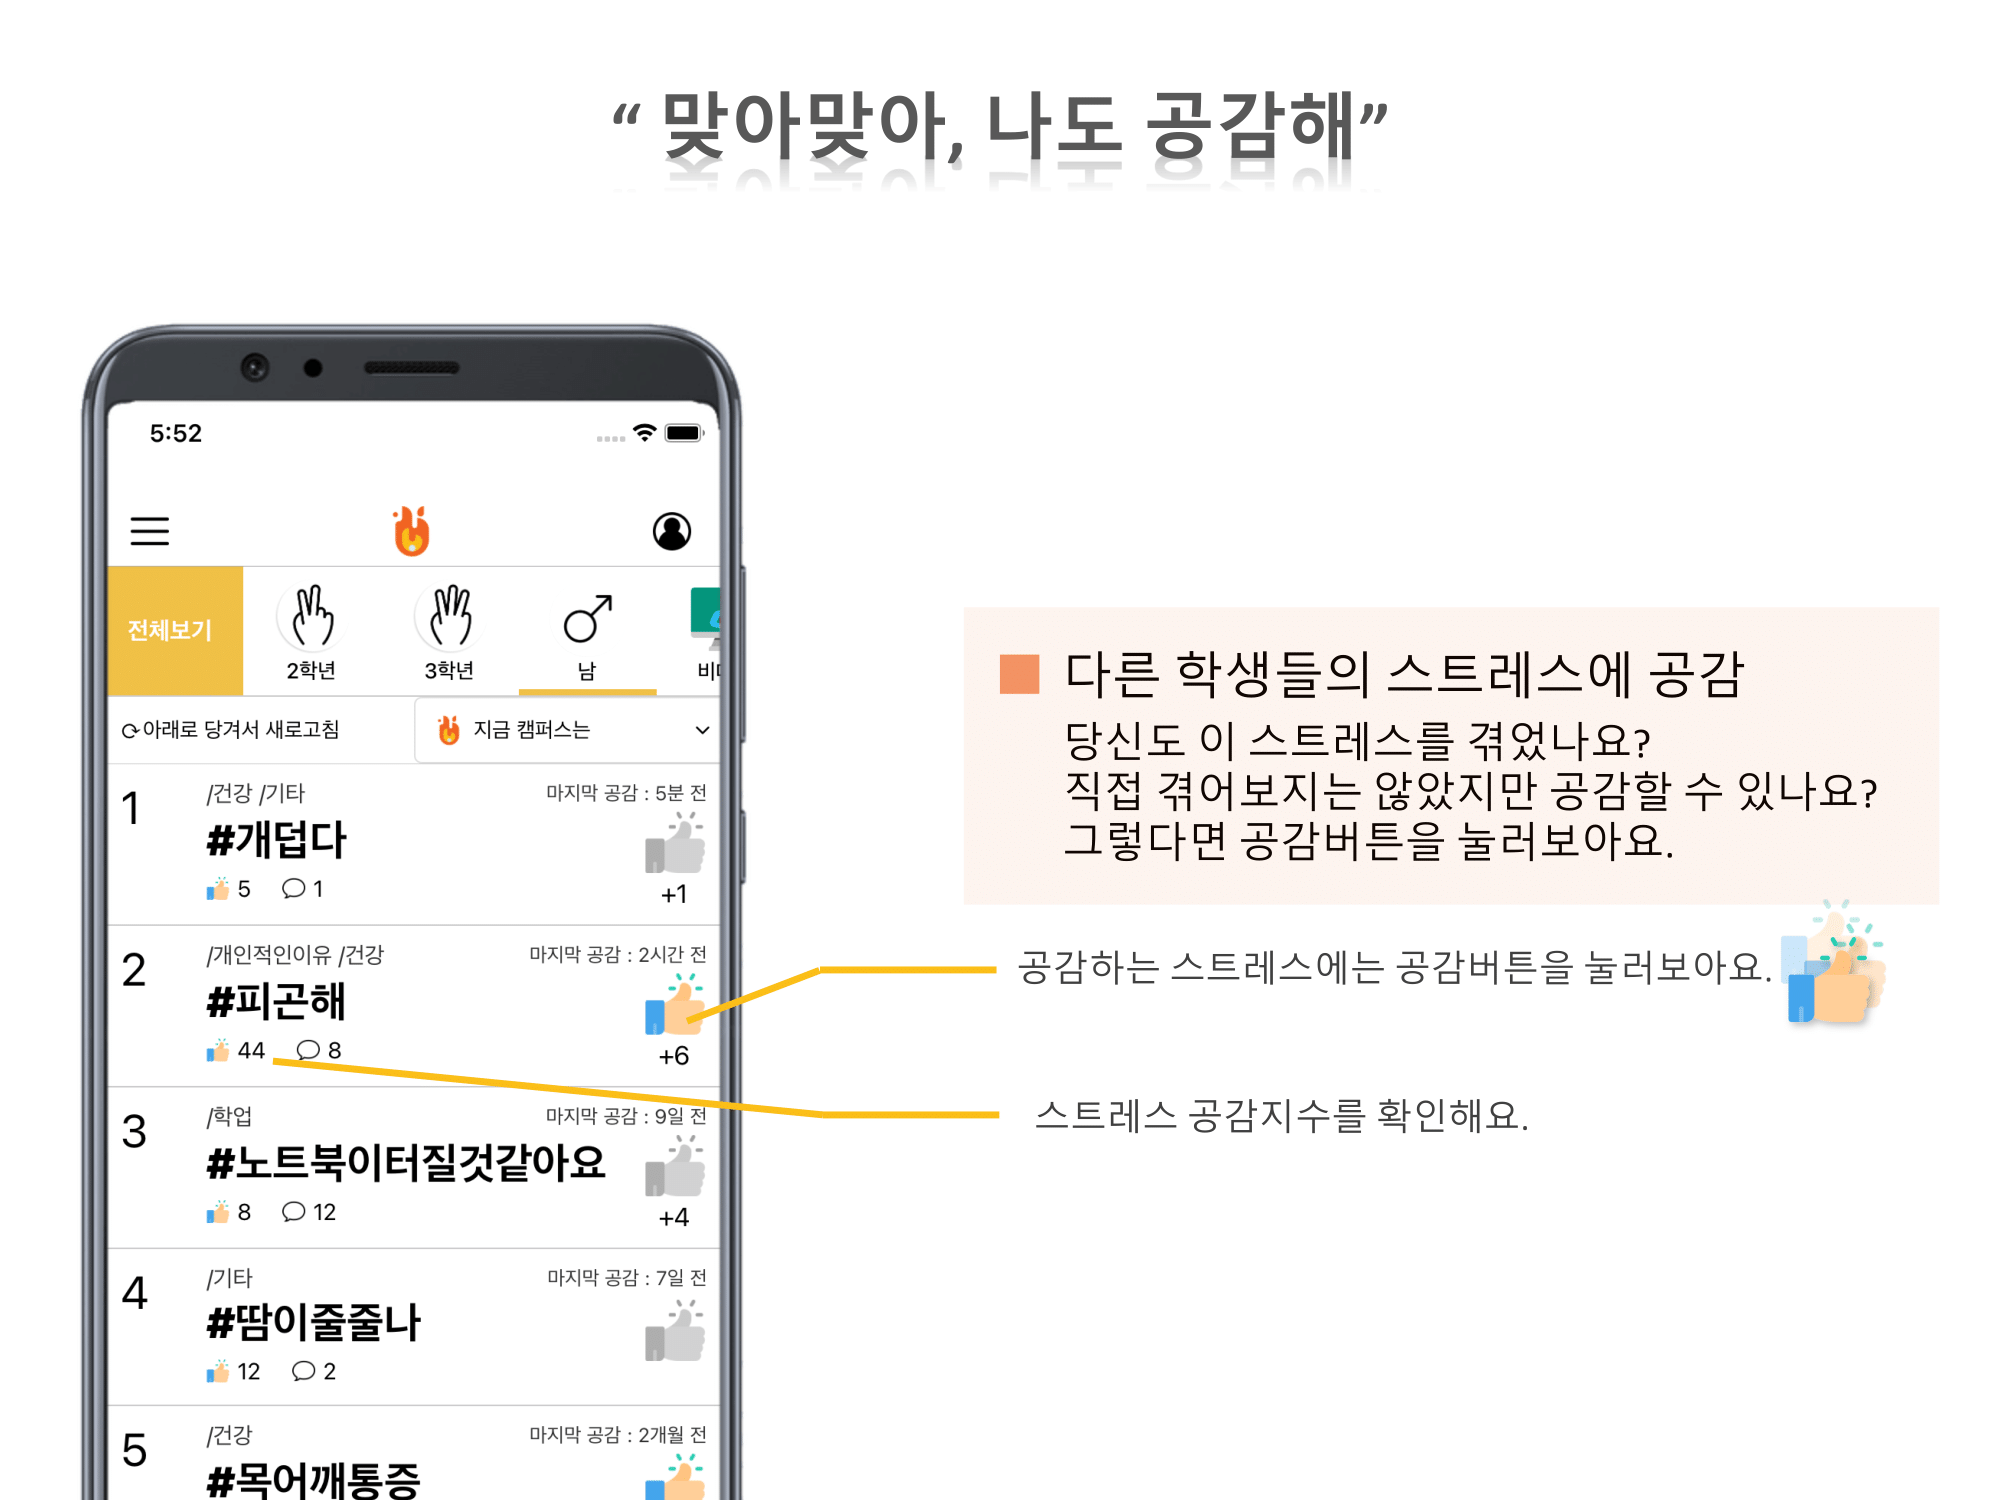 “ 맞아맞아, 나도 공감해”
5:52
전체보기
2학년
3학년
남
아래로 당겨서 새로고침
지금 캠퍼스는
1
/건강 /기타
마지막 공감 : 5분 전
#개덥다
5
1
+1
2
/개인적인이유 /건강
마지막 공감 : 2시간 전
#피곤해
44
8
+6
3
/학업
마지막 공감 : 9일 전
#노트북이터질것같아요
8
12
+4
4
/기타
마지막 공감 : 7일 전
#땀이줄줄나
12
2
5
/건강
마지막 공감 : 2개월 전
#목어깨통증
다른 학생들의 스트레스에 공감
당신도 이 스트레스를 겪었나요?
직접 겪어보지는 않았지만 공감할 수 있나요?
그렇다면 공감버튼을 눌러보아요.
공감하는 스트레스에는 공감버튼을 눌러보아요.
스트레스 공감지수를 확인해요.